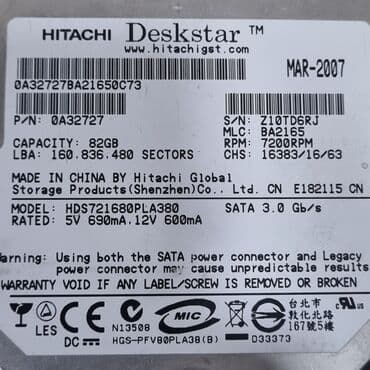 HITACHI Deskstar™
www.hitachigst.com
MAR-2007
0A32727BA21650C73
P/N: 0A32727
S/N: Z10TD6RJ
MLC: BA2165
CAPACITY: 82GB
RPM: 7200RPM
LBA: 160.836.480 SECTORS
CHS: 16383/16/63
MADE IN CHINA BY Hitachi Global
Storage Products(Shenzhen)Co., Ltd. CN E182115 CN
MODEL: HDS721680PLA380 SATA 3.0 Gb/s
RATED: 5V 690mA.12V 600mA
Warning: Using both the SATA power connector and Legacy
power connector may cause unpredictable results
WARRANTY VOID IF ANY LABEL/SCREW IS REMOVED OR BROKEN
LES
N13508
MIC
台北市
敦化北路
167號5樓
DC
HGS-PFV80PLA38(B)
D33373